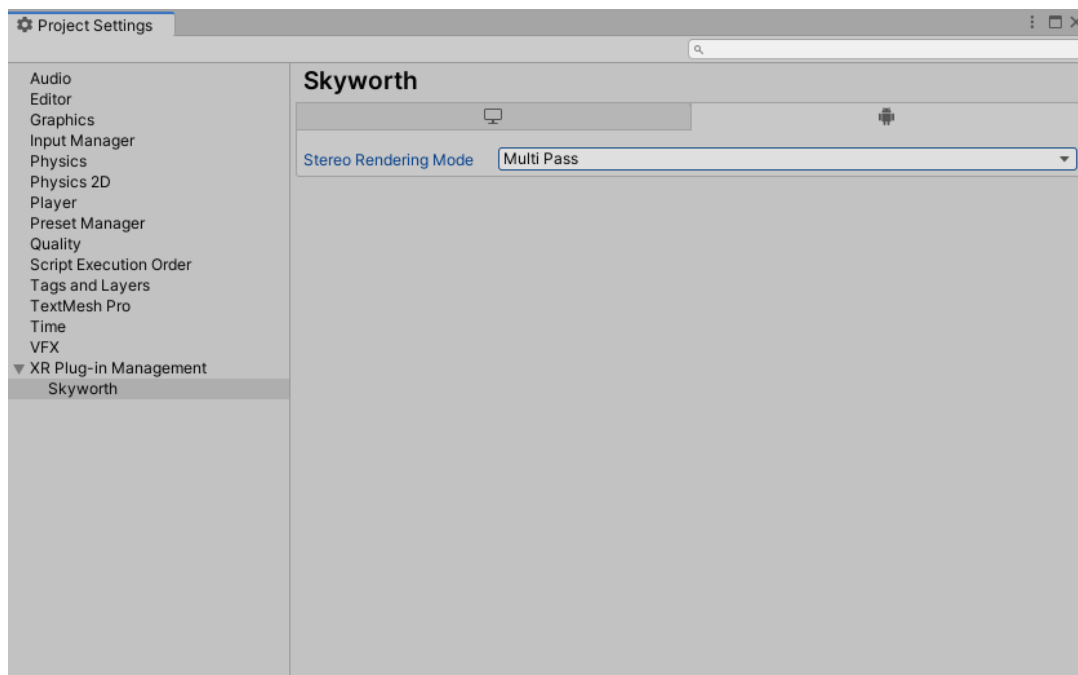 Project Settings
Audio
Editor
Graphics
Input Manager
Physics
Physics 2D
Player
Preset Manager
Quality
Script Execution Order
Tags and Layers
TextMesh Pro
Time
VFX
XR Plug-in Management
Skyworth
Skyworth
Stereo Rendering Mode Multi Pass